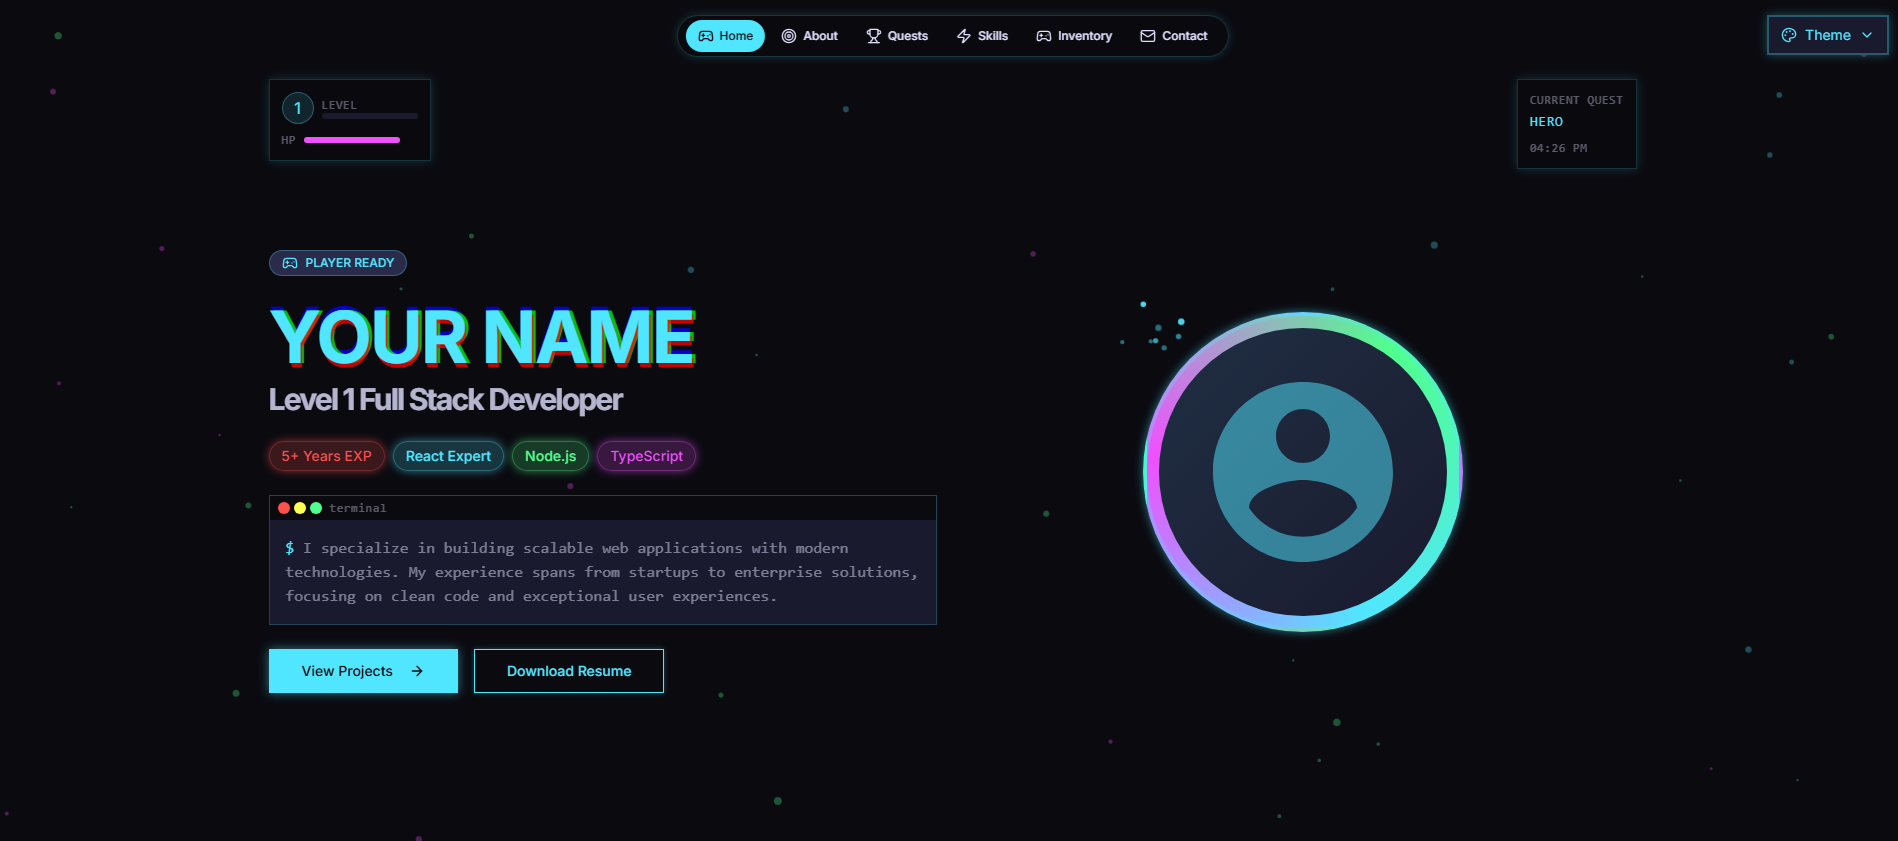 Home
About
Quests
Skills
Inventory
Contact
Theme
1
LEVEL
HP
CURRENT QUEST
HERO
04:26 PM
PLAYER READY
YOUR NAME
Level 1 Full Stack Developer
5+ Years EXP
React Expert
Node.js
TypeScript
terminal
$ I specialize in building scalable web applications with modern
technologies. My experience spans from startups to enterprise solutions,
focusing on clean code and exceptional user experiences.
View Projects
Download Resume